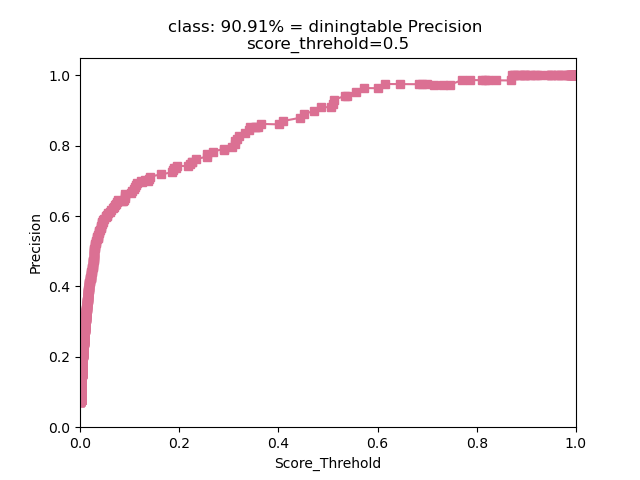 class: 90.91% = diningtable Precision
score_threhold=0.5
1.0
0.8
0.6
0.4
0.2
0.0
Precision
0.0 0.2 0.4 0.6 0.8 1.0
Score_Threhold